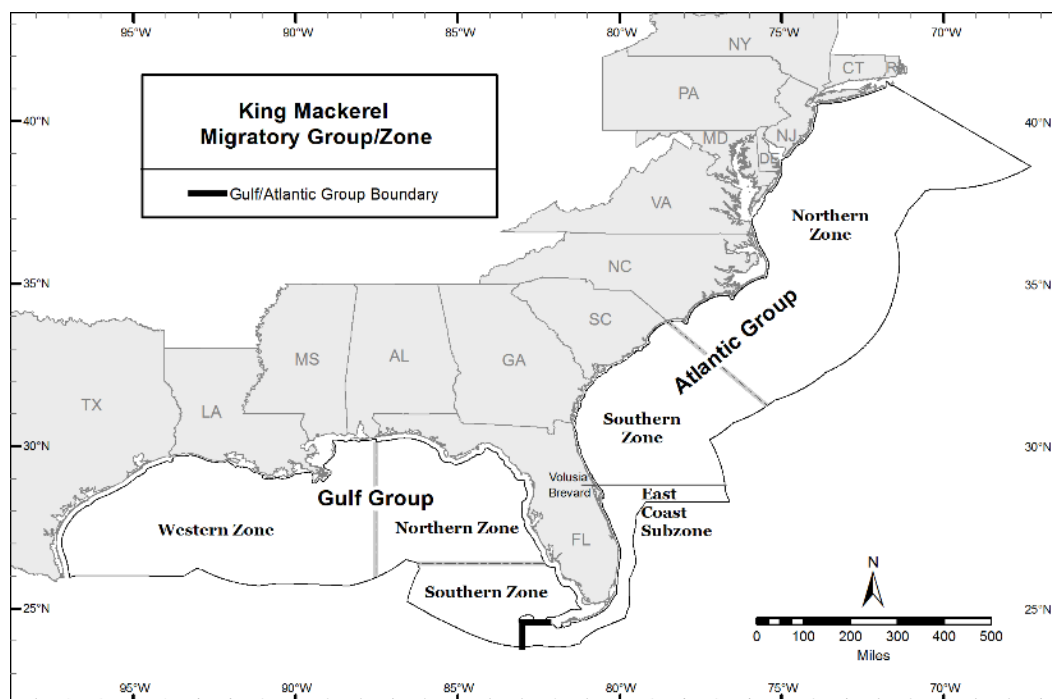 95°W 90°W 85°W 80°W 75°W 70°W
King Mackerel
Migratory Group/Zone
Gulf/Atlantic Group Boundary
40°N
40°N
35°N
35°N
30°N
30°N
25°N
25°N
NY
CT
PA
NJ
MD
DE
VA
NC
SC
GA
AL
MS
LA
TX
FL
Northern
Zone
Atlantic Group
Southern
Zone
Volusia
Brevard
East
Coast
Subzone
Gulf Group
Western Zone
Northern Zone
Southern Zone
N
0 100 200 300 400 500
Miles
95°W 90°W 85°W 80°W 75°W 70°W